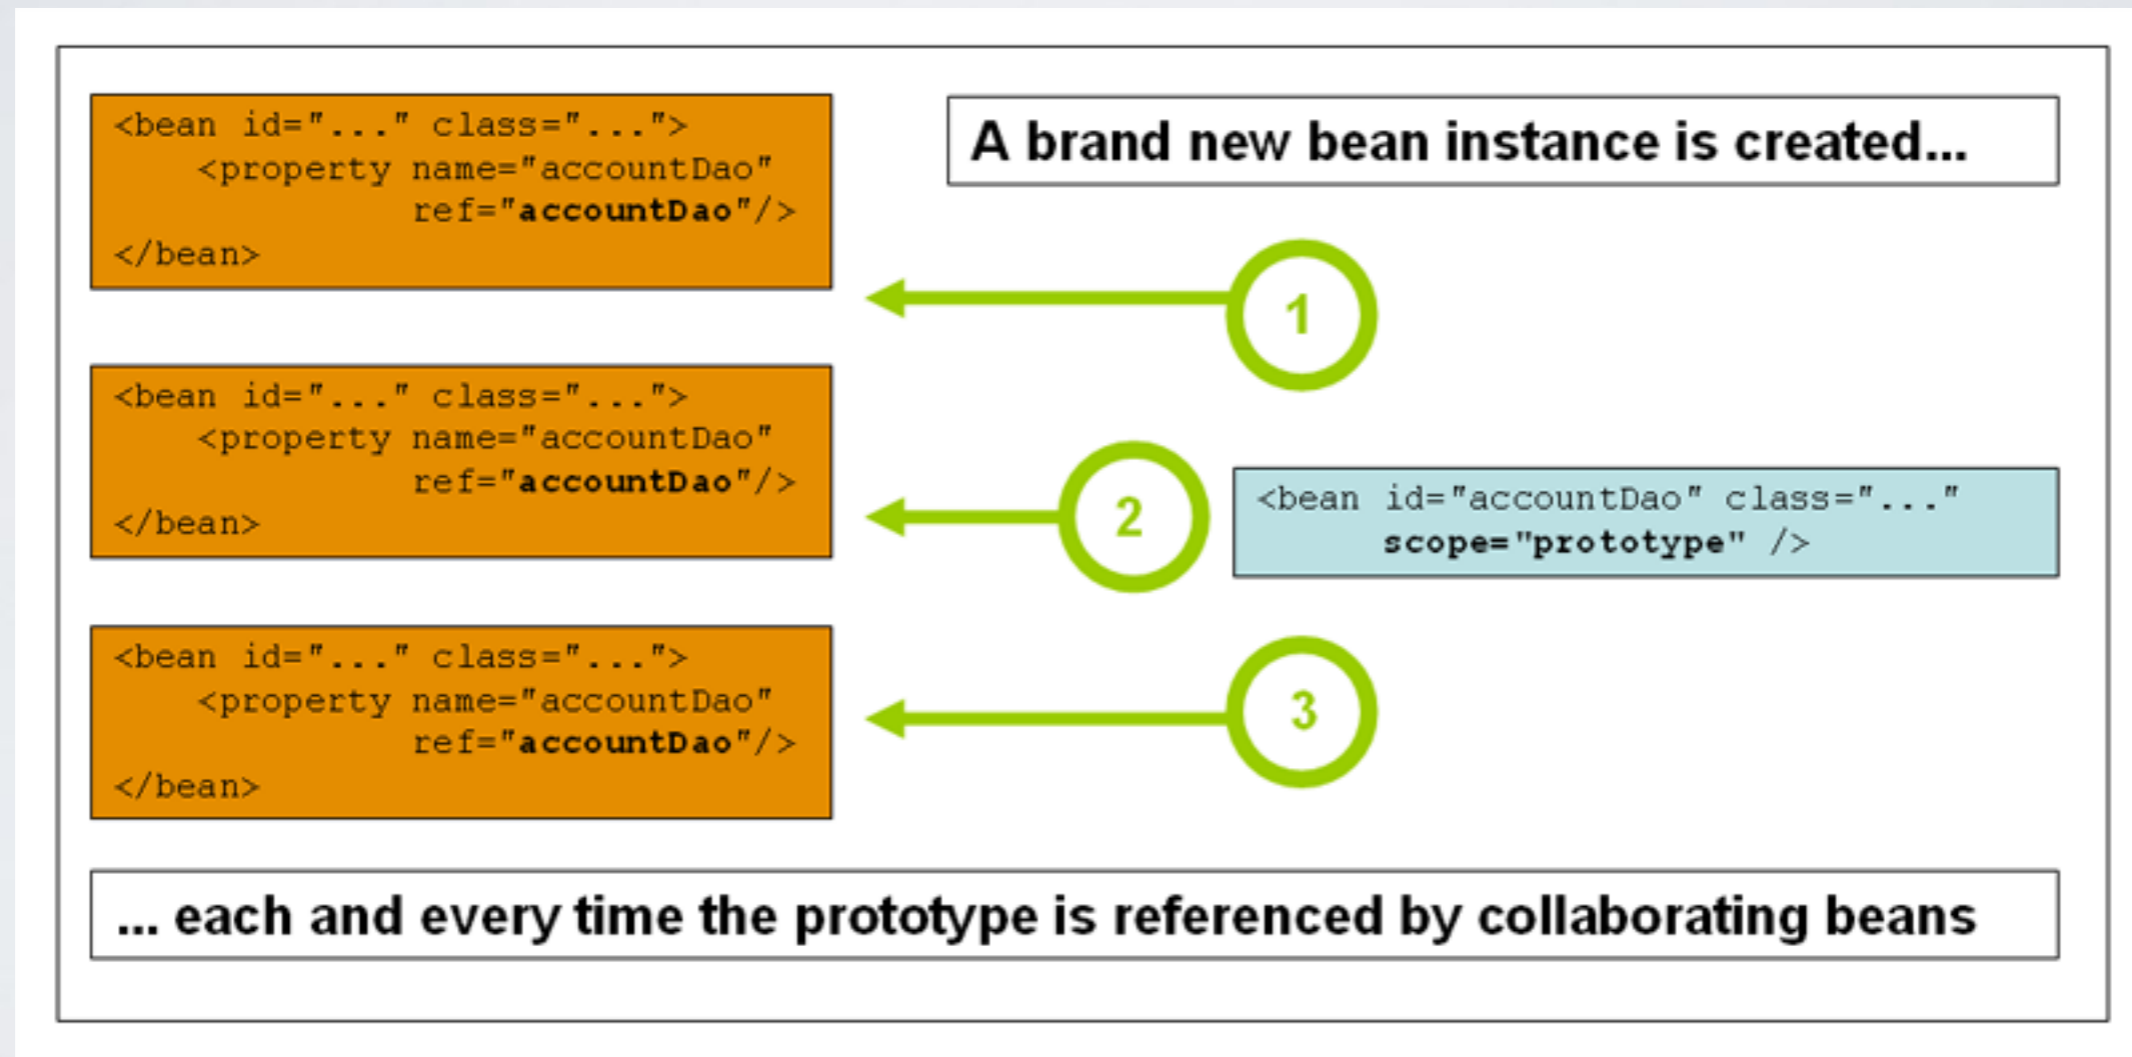 <bean id="..." class="...">
<property name="accountDao"
ref="accountDao"/>
</bean>
A brand new bean instance is created...
1
<bean id="..." class="...">
<property name="accountDao"
ref="accountDao"/>
</bean>
2
<bean id="accountDao" class="..."
scope="prototype" />
<bean id="..." class="...">
<property name="accountDao"
ref="accountDao"/>
</bean>
3
... each and every time the prototype is referenced by collaborating beans